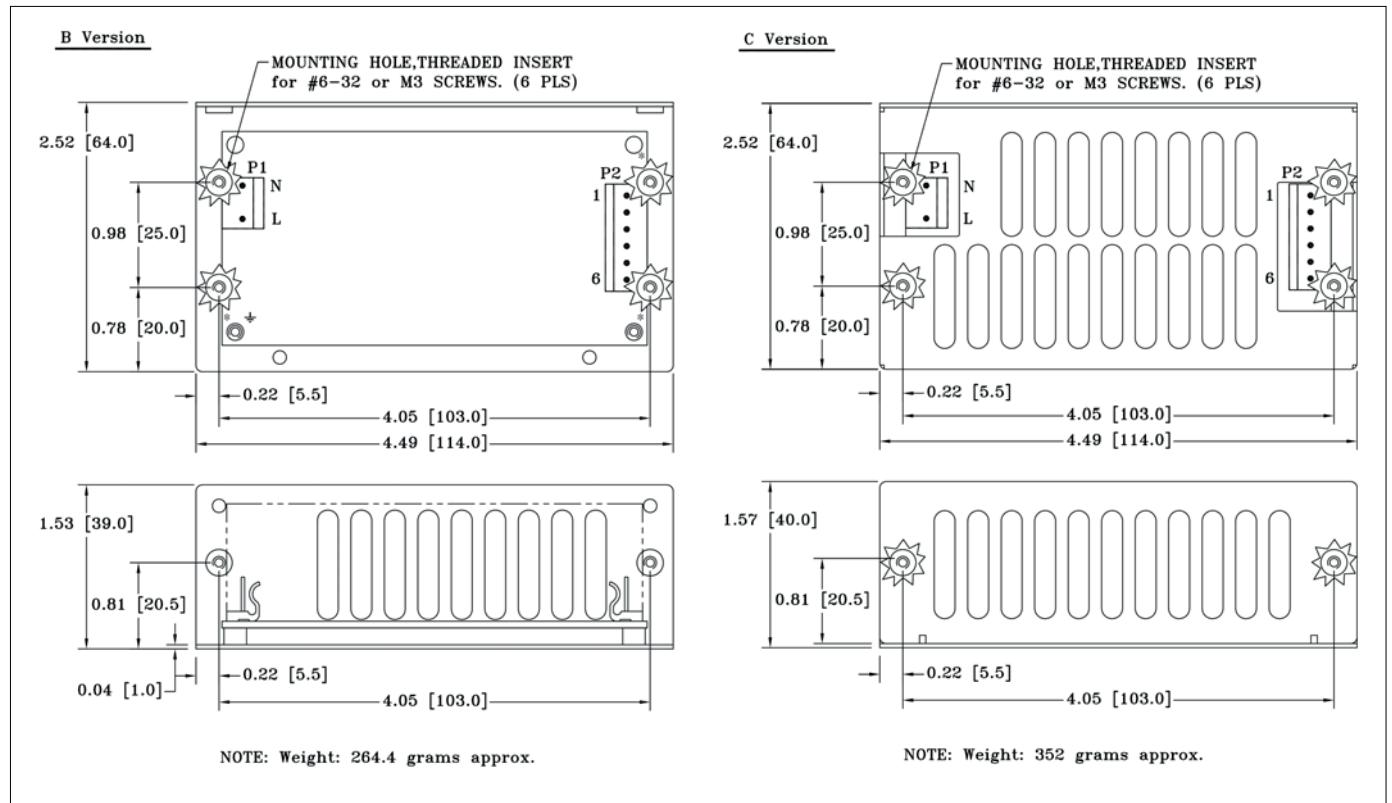 B Version
MOUNTING HOLE,THREADED INSERT
for #6-32 or M3 SCREWS. (6 PLS)
2.52 [64.0]
P1
N
L
P2
1
6
*
0.98 [25.0]
0.78 [20.0]
*
*
0.22 [5.5]
4.05 [103.0]
4.49 [114.0]
1.53 [39.0]
0.81 [20.5]
0.04 [1.0]
0.22 [5.5]
4.05 [103.0]
NOTE: Weight: 264.4 grams approx.
C Version
MOUNTING HOLE,THREADED INSERT
for #6-32 or M3 SCREWS. (6 PLS)
2.52 [64.0]
P1
N
L
P2
1
6
0.98 [25.0]
0.78 [20.0]
0.22 [5.5]
4.05 [103.0]
4.49 [114.0]
1.57 [40.0]
0.81 [20.5]
0.22 [5.5]
4.05 [103.0]
NOTE: Weight: 352 grams approx.